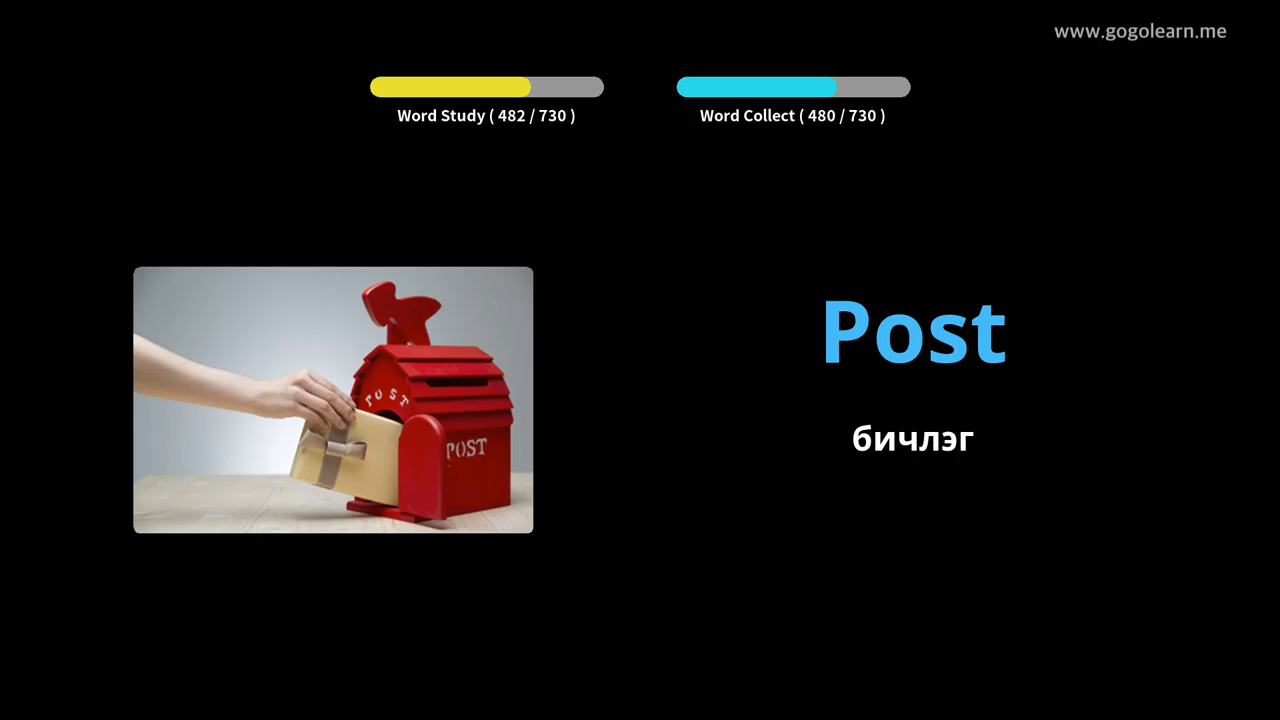 www.gogolearn.me
Word Study ( 482 / 730 )
Word Collect ( 480 / 730 )
POST
POST
Post
бичлэг